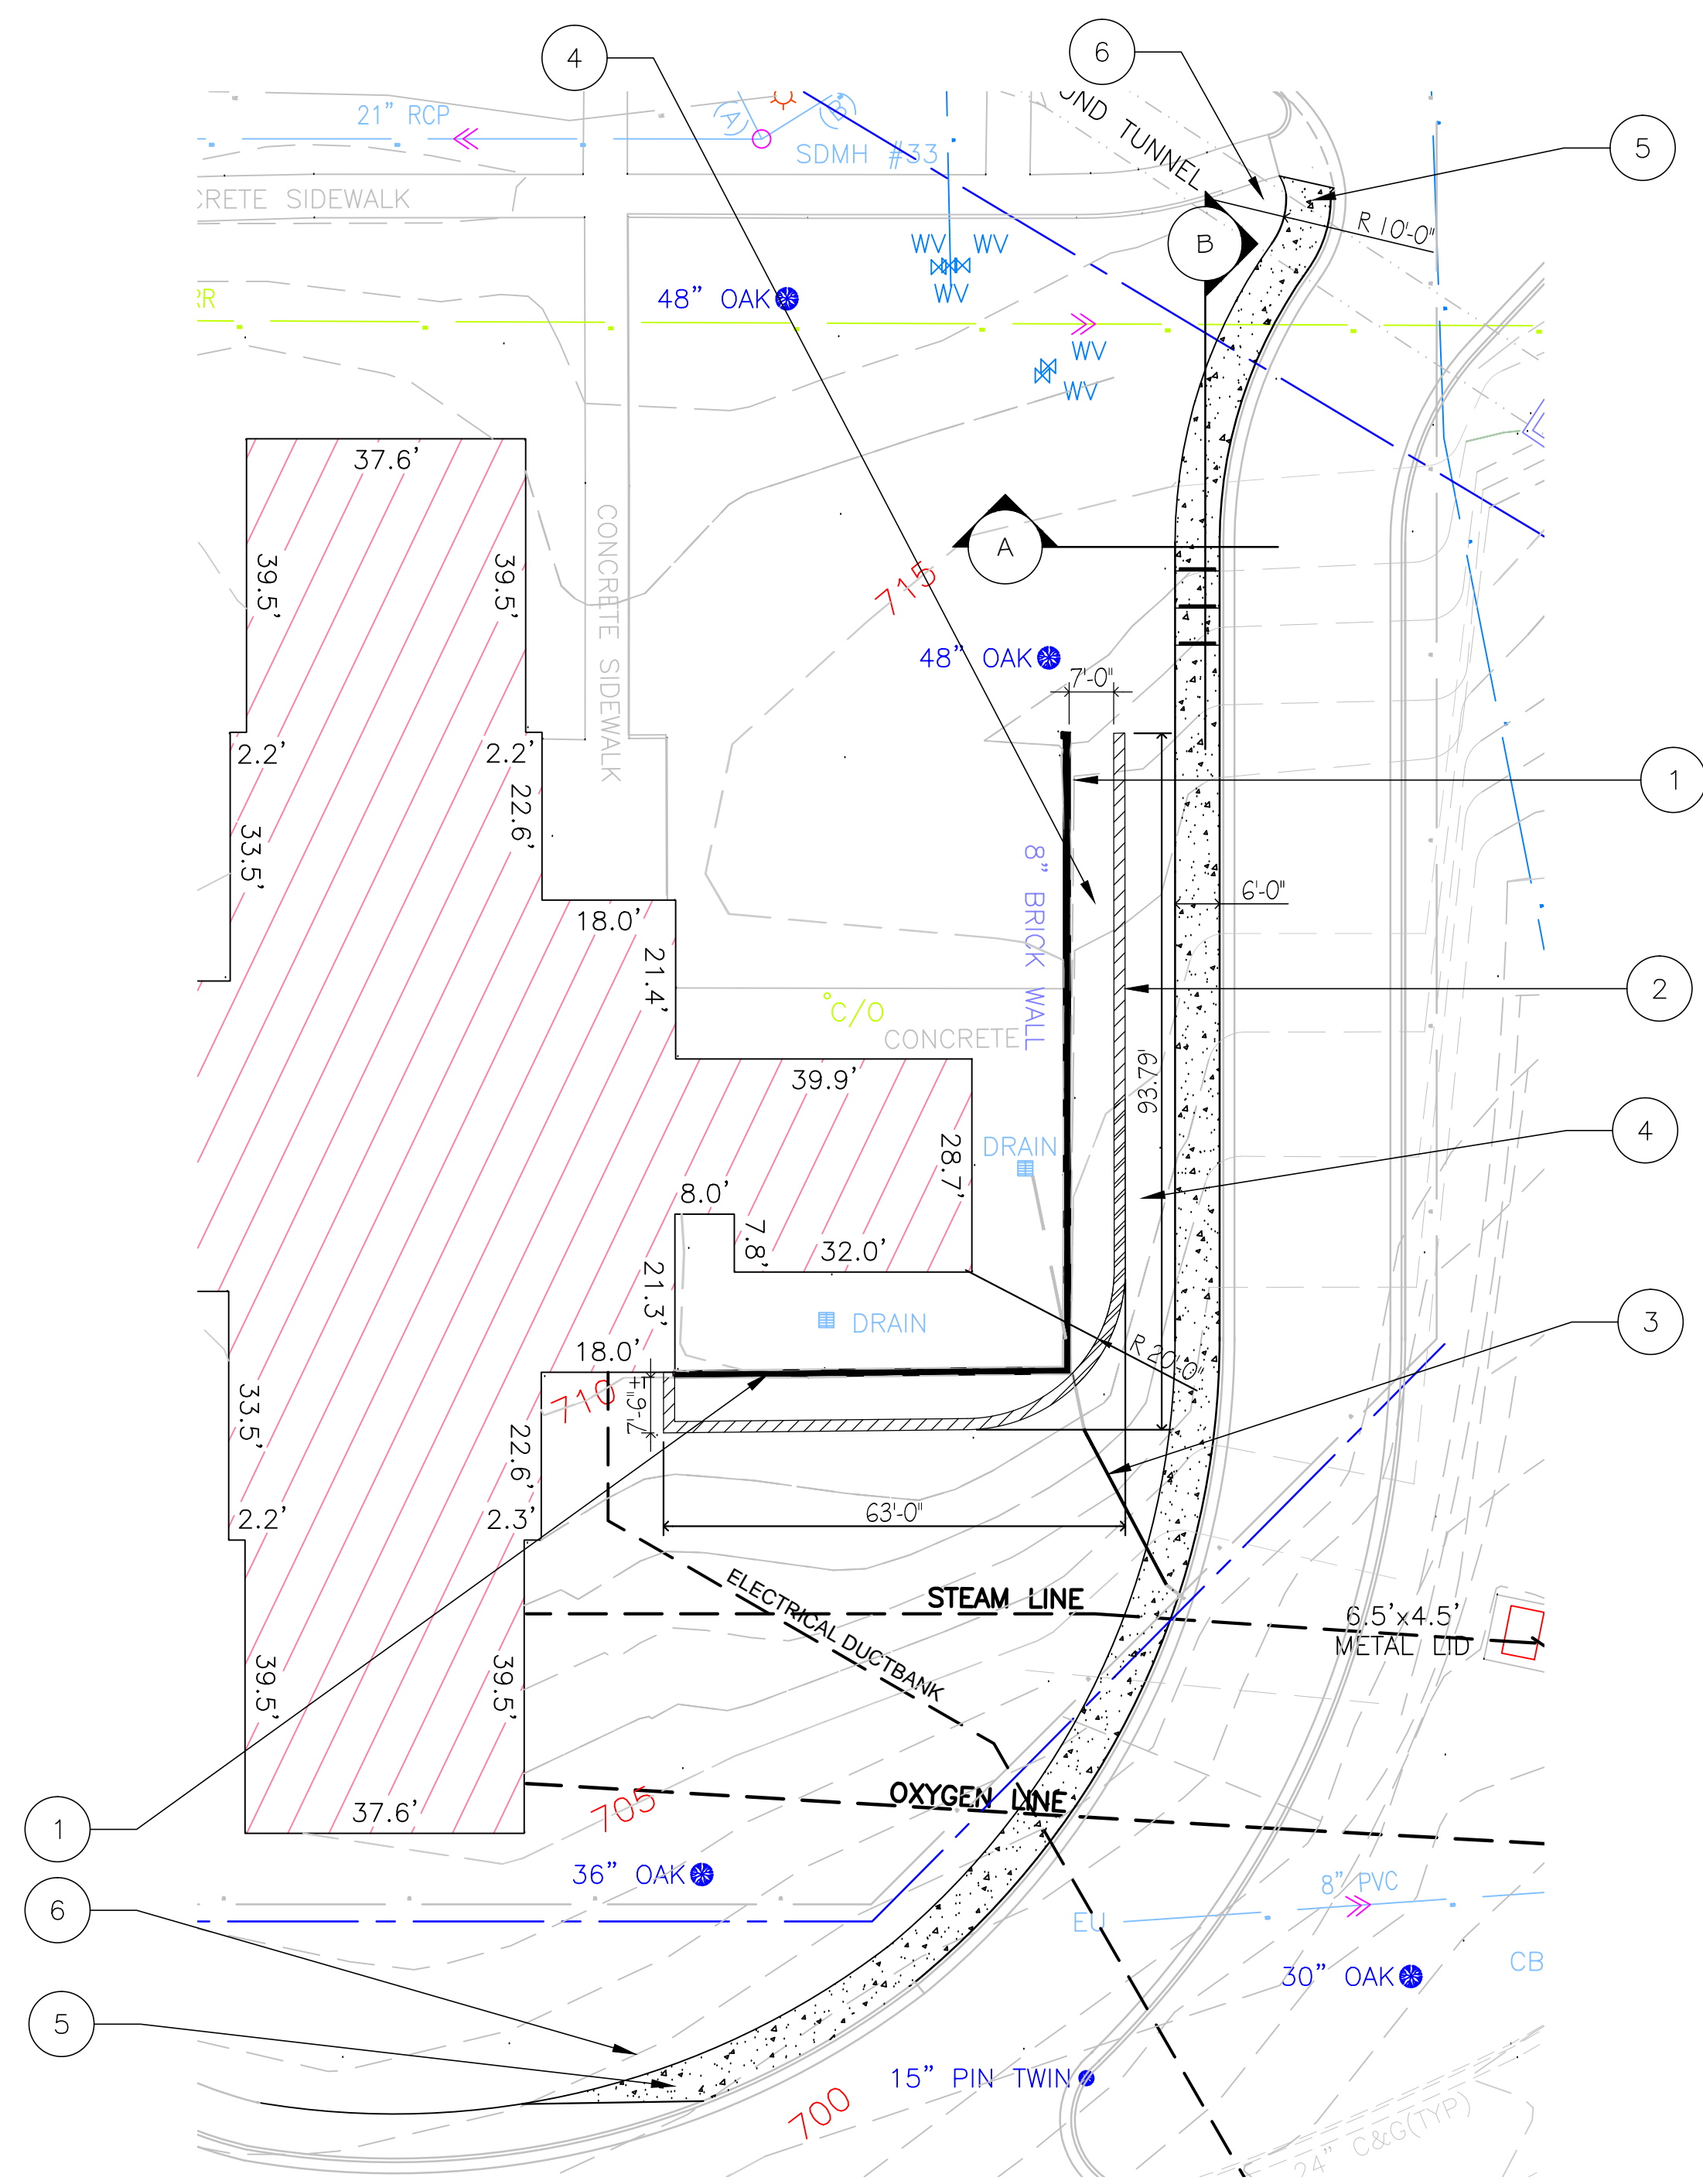 4
6
21” RCP
(A)
(B)
SDMH #33
UND TUNNEL
5
CRETE SIDEWALK
R 10'-0"
B
WV
WV
WV
48” OAK
WV
WV
37.6’
39.5’
39.5’
CONCRETE SIDEWALK
A
715
48” OAK
7'-0"
2.2’
2.2’
22.6’
1
33.5’
8” BRICK WALL
6'-0"
18.0’
21.4’
2
C/O
CONCRETE
39.9’
93.79'
4
DRAIN
28.7’
8.0’
7.8’
32.0’
21.3’
DRAIN
3
18.0’
R 20'-0"
710
7'-6"±
33.5’
22.6’
63'-0"
2.2’
2.3’
ELECTRICAL DUCTBANK
STEAM LINE
6.5’x4.5’
METAL LID
39.5’
39.5’
OXYGEN LINE
705
37.6’
1
36” OAK
8” PVC
6
EU
CB
30” OAK
5
15” PIN TWIN
700
24” C&G(TYP)